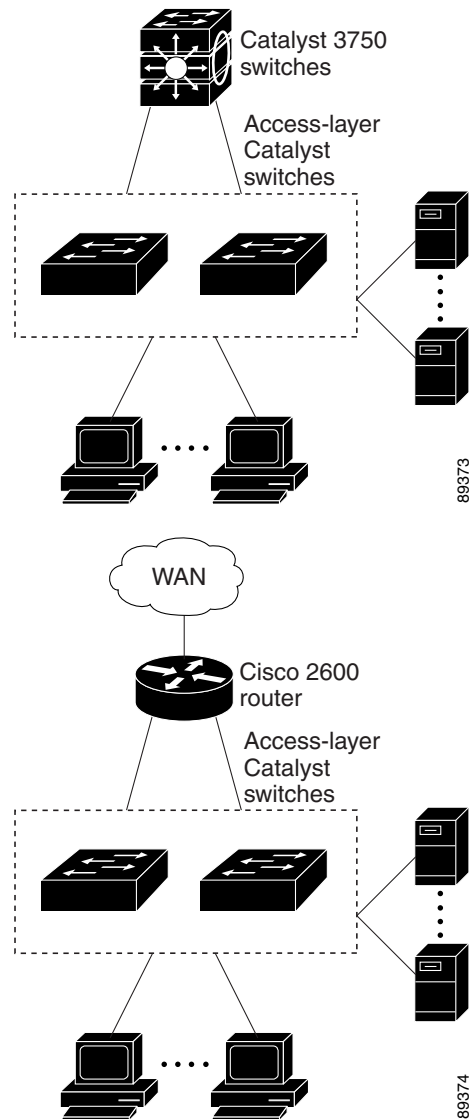 Catalyst 3750
switches
Access-layer
Catalyst
switches
89373
WAN
Cisco 2600
router
Access-layer
Catalyst
switches
89374